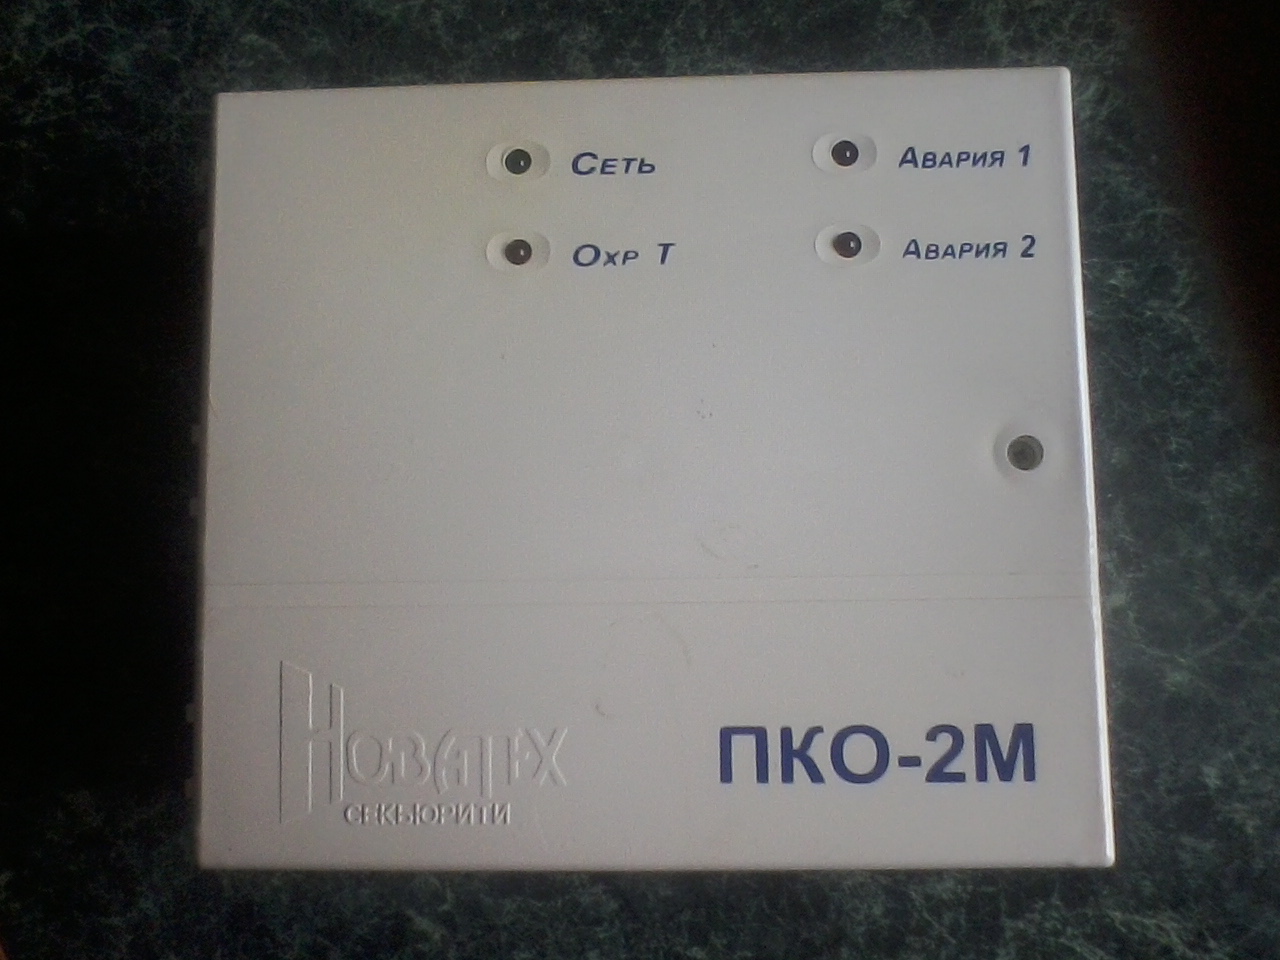 Сеть
Авария 1
Охр Т
Авария 2
НОВАТЕХ
СЕКЬЮРИТИ
ПКО-2М